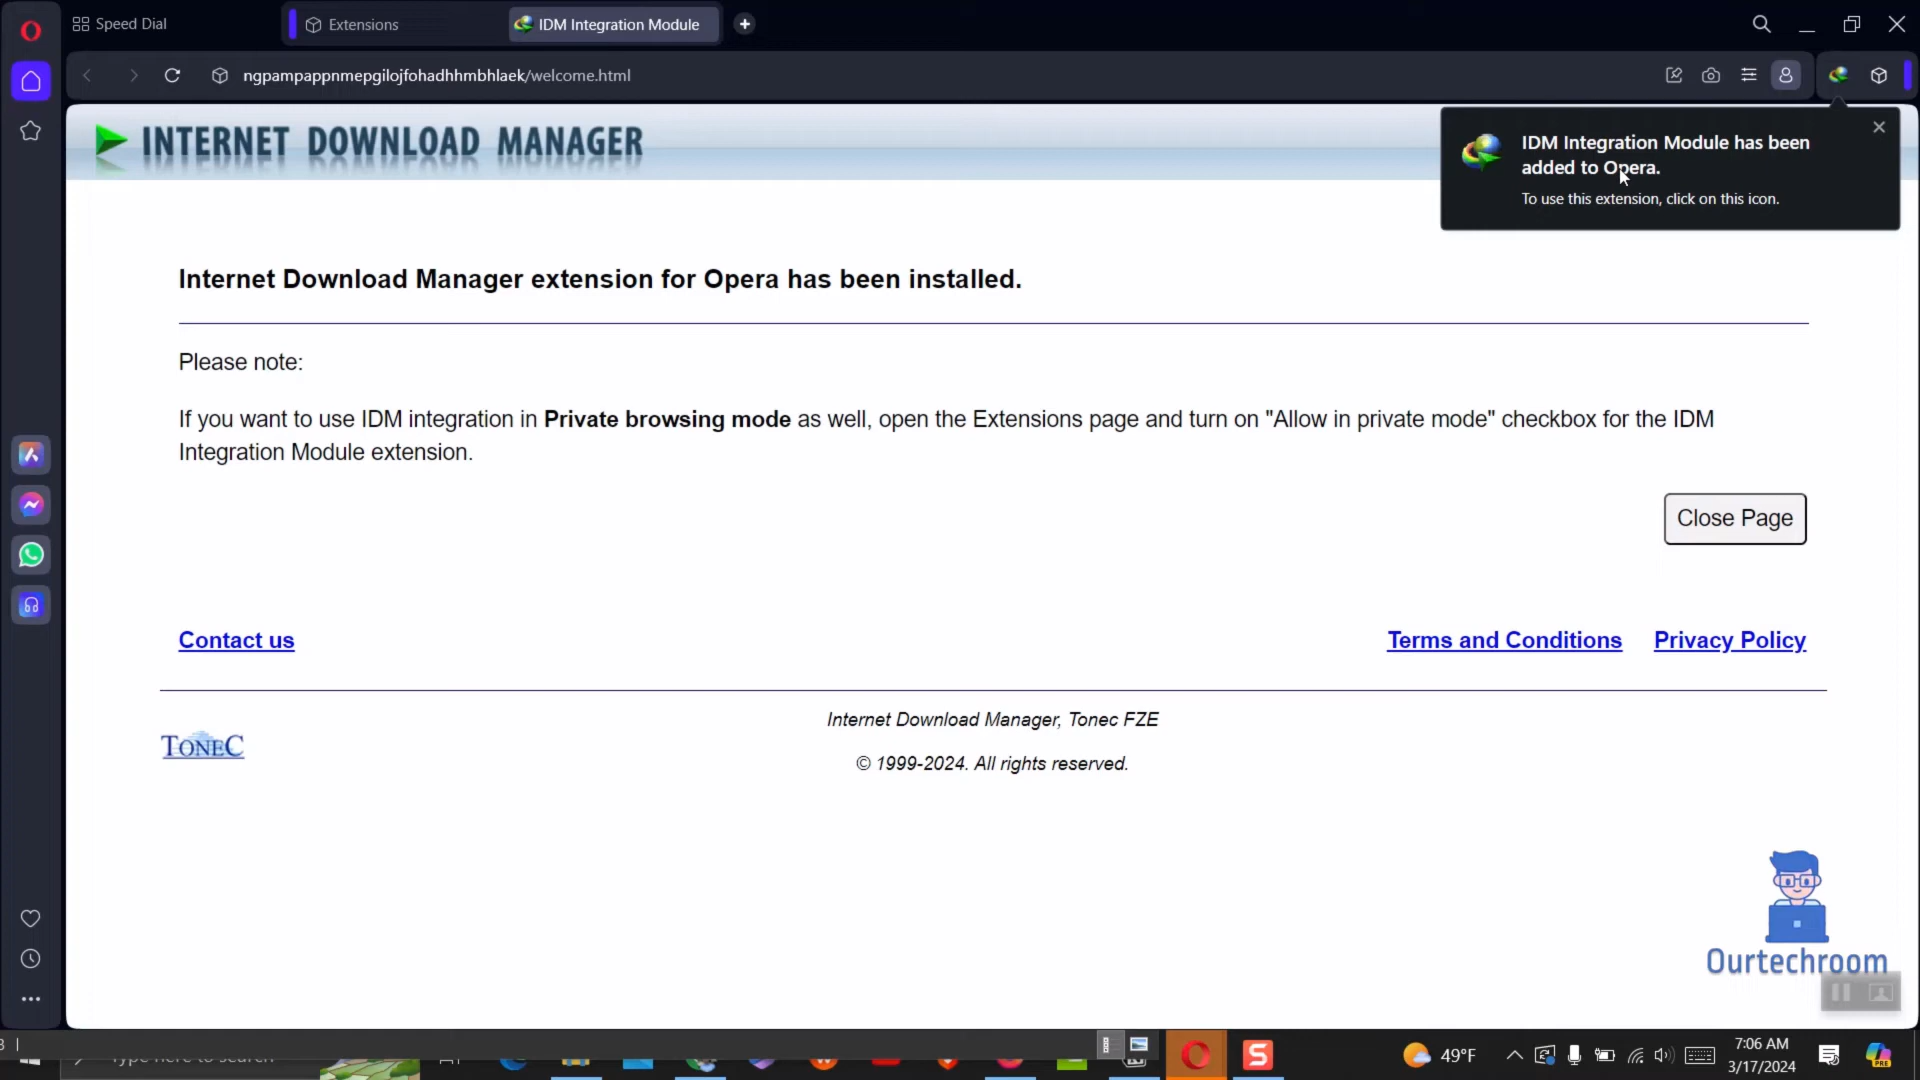 Speed Dial
Extensions
IDM Integration Module
ngpampappnmepgilojfohadhhmbhlaek/welcome.html
INTERNET DOWNLOAD MANAGER
IDM Integration Module has been
added to Opera.
To use this extension, click on this icon.
Internet Download Manager extension for Opera has been installed.
Please note:
If you want to use IDM integration in Private browsing mode as well, open the Extensions page and turn on "Allow in private mode" checkbox for the IDM
Integration Module extension.
Close Page
Contact us
Terms and Conditions
Privacy Policy
Internet Download Manager, Tonec FZE
TONEC
© 1999-2024. All rights reserved.
Ourtechroom
Type here to search
49°F
7:06 AM
3/17/2024
PRE